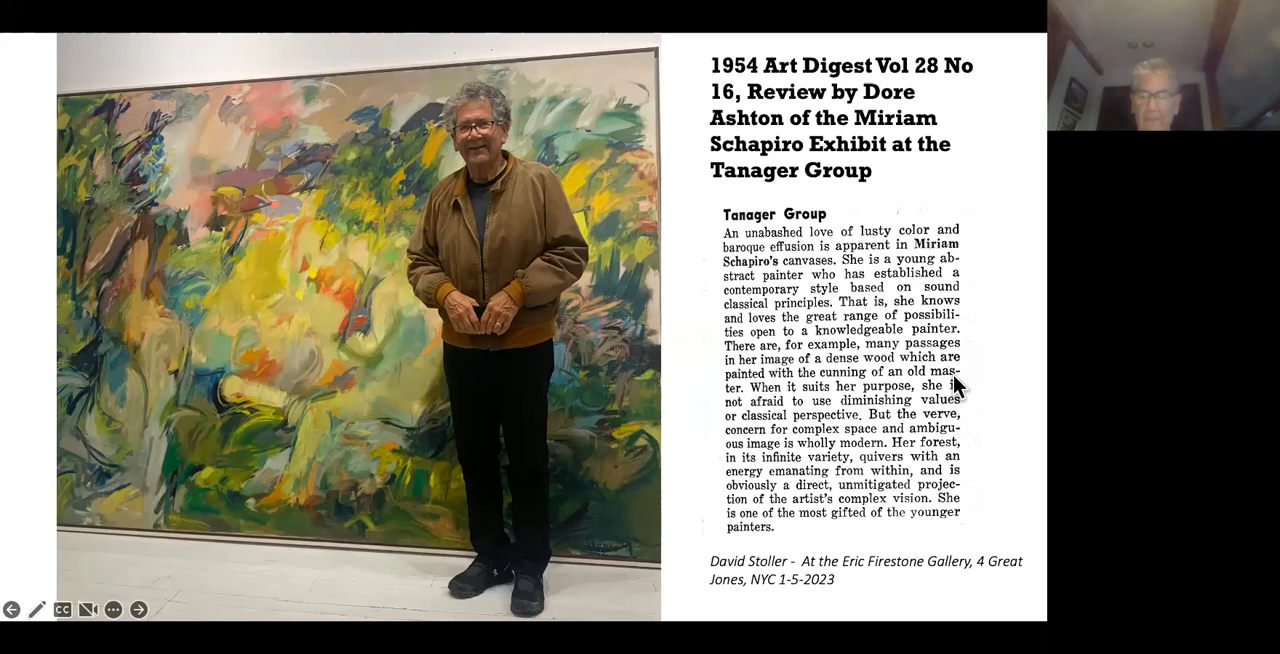 1954 Art Digest Vol 28 No
16, Review by Dore
Ashton of the Miriam
Schapiro Exhibit at the
Tanager Group
Tanager Group
An unabashed love of lusty color and
baroque effusion is apparent in Miriam
Schapiro's canvases. She is a young ab-
stract painter who has established a
contemporary style based on sound
classical principles. That is, she knows
and loves the great range of possibili-
ties open to a knowledgeable painter.
There are, for example, many passages
in her image of a dense wood which are
painted with the cunning of an old mas-
ter. When it suits her purpose, she
not afraid to use diminishing values
or classical perspective. But the verve,
concern for complex space and ambigu-
ous image is wholly modern. Her forest,
in its infinite variety, quivers with an
energy emanating from within, and is
obviously a direct, unmitigated projec-
tion of the artist's complex vision. She
is one of the most gifted of the younger
painters.
David Stoller - At the Eric Firestone Gallery, 4 Great
Jones, NYC 1-5-2023
CC